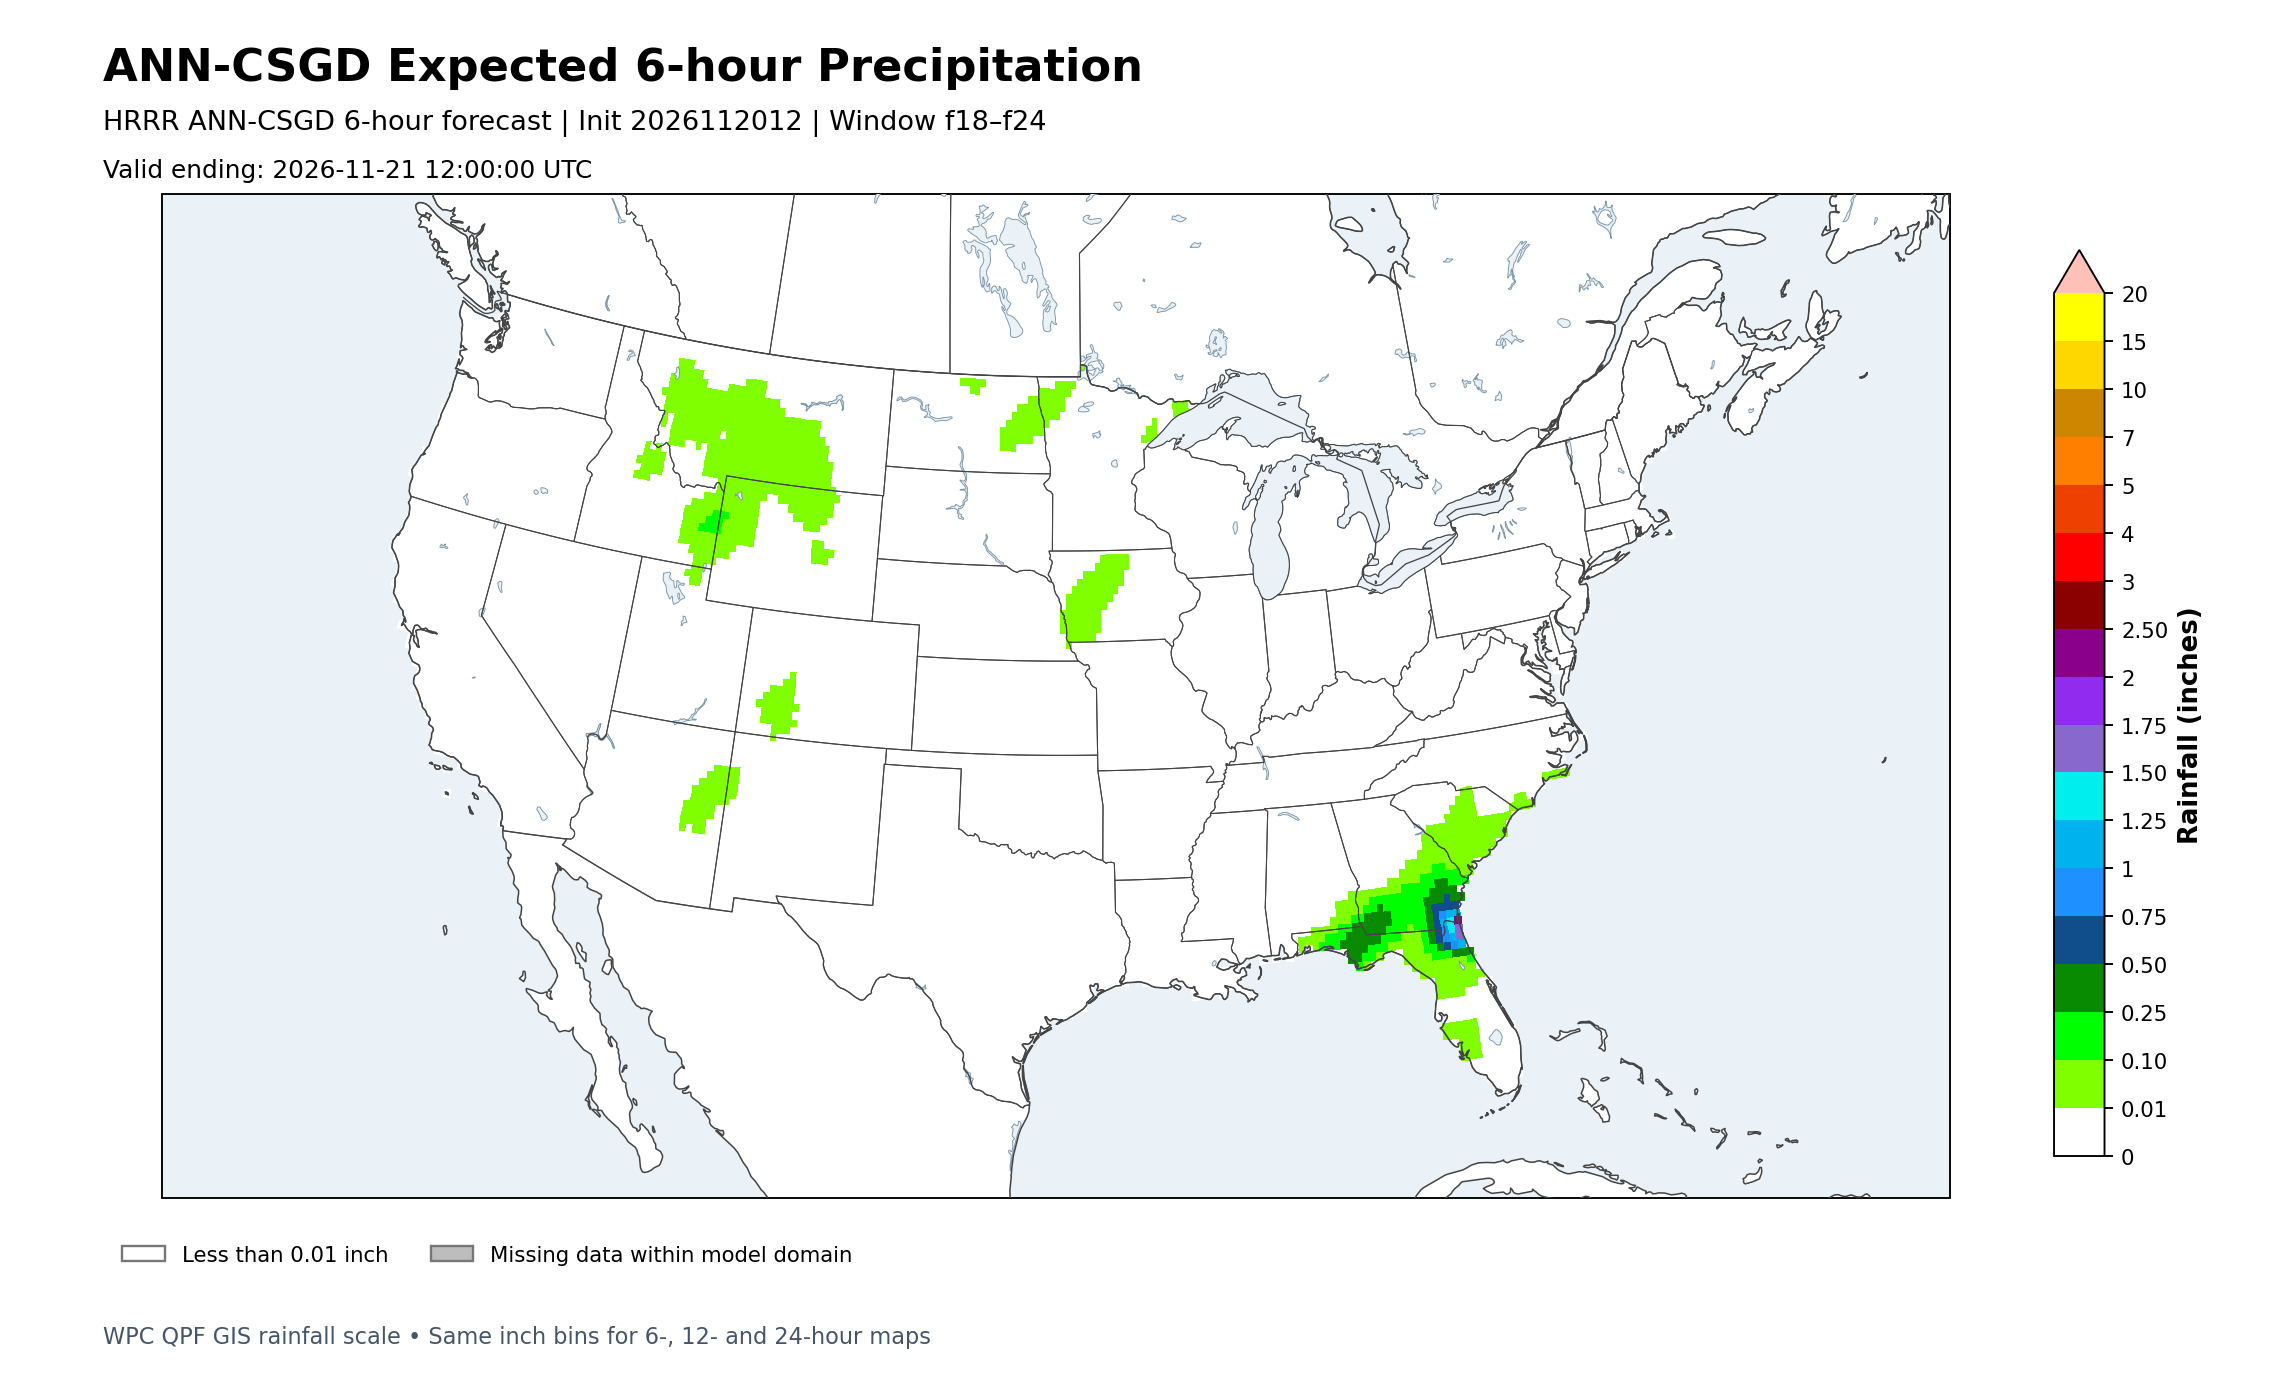 ANN-CSGD Expected 6-hour Precipitation
HRRR ANN-CSGD 6-hour forecast | Init 2026112012 | Window f18–f24
Valid ending: 2026-11-21 12:00:00 UTC
20
15
10
7
5
4
3
2.50
2
1.75
1.50
1.25
1
0.75
0.50
0.25
0.10
0.01
0
Rainfall (inches)
Less than 0.01 inch
Missing data within model domain
WPC QPF GIS rainfall scale • Same inch bins for 6-, 12- and 24-hour maps